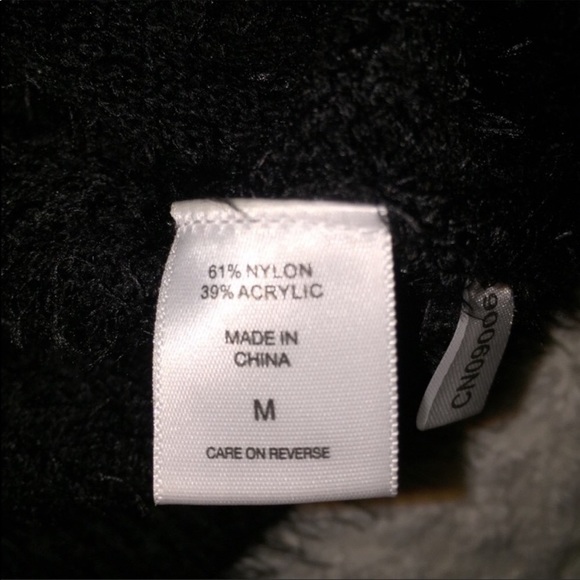 61% NYLON
39% ACRYLIC
MADE IN
CHINA
M
CARE ON REVERSE
CN09006